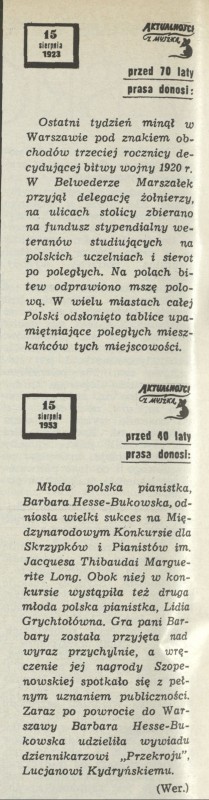 15
sierpnia
1923
AKTUALNOŚCI
Z MUSZKĄ
przed 70 laty
prasa donosi:
Ostatni tydzień minął w
Warszawie pod znakiem ob-
chodów trzeciej rocznicy de-
cydującej bitwy wojny 1920 r.
W Belwederze Marszałek
przyjął delegację żołnierzy,
na ulicach stolicy zbierano
na fundusz stypendialny we-
teranów studiujących na
polskich uczelniach i sierot
po poległych. Na polach bi-
tew odprawiono mszę polo-
wą. W wielu miastach całej
Polski odsłonięto tablice upa-
miętniające poległych miesz-
kańców tych miejscowości.
15
sierpnia
1953
AKTUALNOŚCI
Z MUSZKĄ
przed 40 laty
prasa donosi:
Młoda polska pianistka,
Barbara Hesse-Bukowska, od-
niosła wielki sukces na Mię-
dzynarodowym Konkursie dla
Skrzypków i Pianistów im.
Jacquesa Thibaudai Margue-
rite Long. Obok niej w kon-
kursie wystąpiła też druga
młoda polska pianistka, Lidia
Grychtołówna. Gra pani Bar-
bary została przyjęta nad
wyraz przychylnie, a wrę-
czenie jej nagrody Szope-
nowskiej spotkało się z peł-
nym uznaniem publiczności.
Zaraz po powrocie do War-
szawy Barbara Hesse-Bu-
kowska udzieliła wywiadu
dziennikarzowi „Przekroju",
Lucjanowi Kydryńskiemu.
(Wer.)